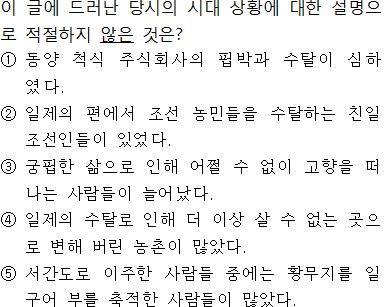 이 글에 드러난 당시의 시대 상황에 대한 설명으
로 적절하지 않은 것은?
① 동양 척식 주식회사의 핍박과 수탈이 심하
였다.
② 일제의 편에서 조선 농민들을 수탈하는 친일
조선인들이 있었다.
③ 궁핍한 삶으로 인해 어쩔 수 없이 고향을 떠
나는 사람들이 늘어났다.
④ 일제의 수탈로 인해 더 이상 살 수 없는 곳으
로 변해 버린 농촌이 많았다.
⑤ 서간도로 이주한 사람들 중에는 황무지를 일
구어 부를 축적한 사람들이 많았다.